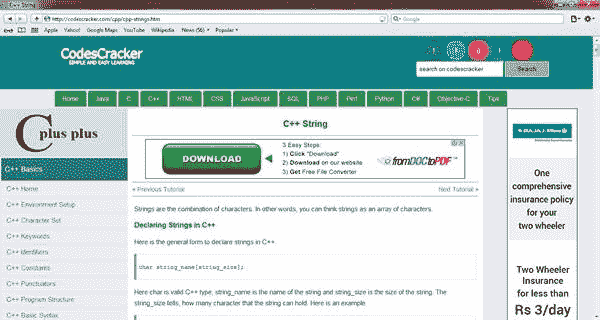 C++ String
http://codescracker.com/cpp/cpp-strings.htm
Google
Apple Yahoo! Google Maps YouTube Wikipedia News (56) Popular
CodesCracker
SIMPLE AND EASY LEARNING
search on codescracker
Search
Home Java C C++ HTML CSS JavaScript SQL PHP Perl Python C# Objective-C Tips
C plus plus
C++ Basics
C++ Home
C++ Environment Setup
C++ Character Set
C++ Keywords
C++ Identifiers
C++ Constants
C++ Punctuators
C++ Program Structure
C++ Basic Syntax
C++ String
DOWNLOAD
3 Easy Steps:
1) Click "Download"
2) Download on our website
3) Get Free File Converter
fromDOCtoPDF
« Previous Tutorial
Next Tutorial »
Strings are the combination of characters. In other words, you can think strings as an array of characters.
Declaring Strings in C++
Here is the general form to declare strings in C++
char string_name[string_size];
Here char is valid C++ type, string_name is the name of the string and string_size is the size of the string. The
string_size tells, how many character that the string can hold. Here is an example
One
comprehensive
insurance policy
for your
two wheeler
Two Wheeler
Insurance
for less than
Rs 3/day